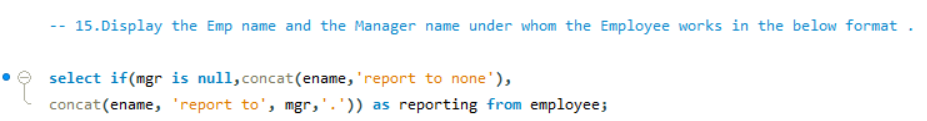 -- 15.Display the Emp name and the Manager name under whom the Employee works in the below format .
select if(mgr is null,concat(ename,'report to none'),
concat(ename, 'report to', mgr,'.')) as reporting from employee;